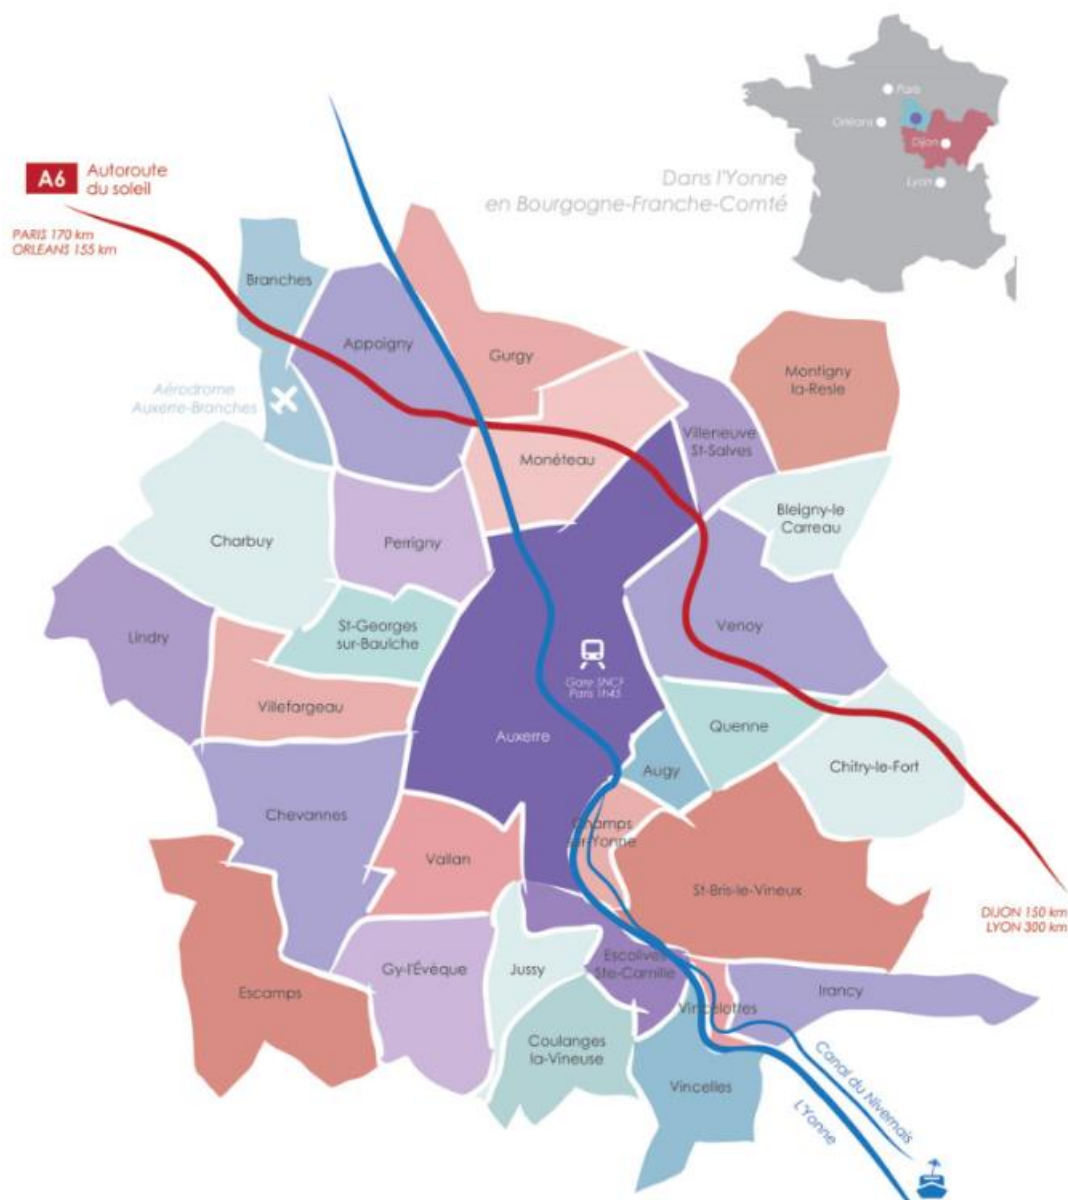 Paris
Orléans
Dijon
Lyon
Dans l'Yonne
en Bourgogne-Franche-Comté
A6
Autoroute
du soleil
PARIS 170 km
ORLEANS 155 km
Branches
Appoigny
Gurgy
Montigny
la-Resle
Aérodrome
Auxerre-Branches
Villeneuve
St-Salves
Monéteau
Bleigny-le
Carreau
Charbuy
Perrigny
Lindry
St-Georges
sur-Baulche
Venoy
Gare SNCF
Paris 1h45
Villefargeau
Auxerre
Quenne
Augy
Chitry-le-Fort
Chevannes
Champs
sur-Yonne
Vallan
St-Bris-le-Vineux
DIJON 150 km
LYON 300 km
Escolives
Ste-Camille
Gy-l'Évêque
Jussy
Escamps
Irancy
Vincelottes
Coulanges
la-Vineuse
Vincelles
Canal du Nivernais
L'Yonne